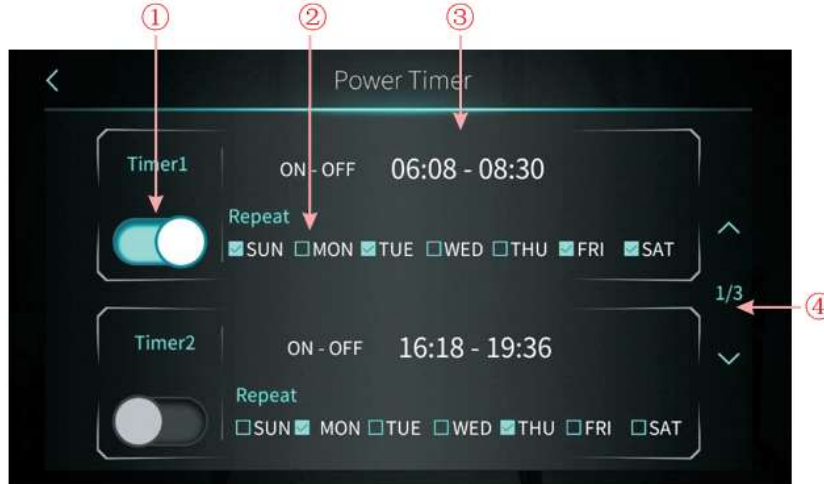 ① ② ③
Power Timer
Timer1
ON - OFF 06:08 - 08:30
Repeat
SUN MON TUE WED THU FRI SAT
1/3
④
Timer2
ON - OFF 16:18 - 19:36
Repeat
SUN MON TUE WED THU FRI SAT